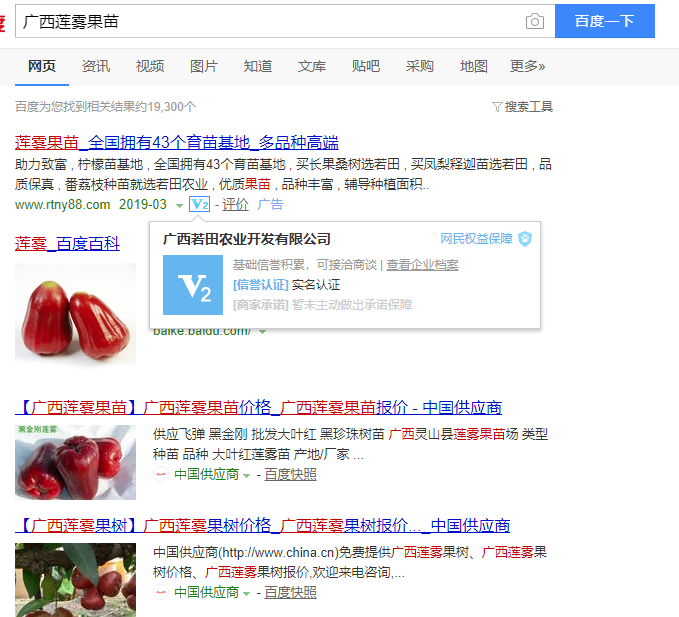 广西莲雾果苗
百度一下
网页 资讯 视频 图片 知道 文库 贴吧 采购 地图 更多»
百度为您找到相关结果约19,300个 搜索工具
莲雾果苗_全国拥有43个育苗基地_多品种高端
助力致富 , 柠檬苗基地 , 全国拥有43个育苗基地 , 买长果桑树选若田 , 买凤梨释迦苗选若田 , 品
质保真 , 番荔枝种苗就选若田农业 , 优质果苗 , 品种丰富 , 辅导种植面积..
www.rtny88.com 2019-03 V2 - 评价 广告
莲雾_百度百科
广西若田农业开发有限公司 网民权益保障
V2
基础信誉积累，可接洽商谈 | 查看企业档案
[信誉认证] 实名认证
[商家承诺] 暂未主动做出承诺保障
baike.baidu.com/
【广西莲雾果苗】广西莲雾果苗价格_广西莲雾果苗报价 - 中国供应商
黑金刚莲雾
供应飞弹 黑金刚 批发大叶红 黑珍珠树苗 广西灵山县莲雾果苗场 类型
种苗 品种 大叶红莲雾苗 产地/厂家 ...
中国供应商 - 百度快照
【广西莲雾果树】广西莲雾果树价格_广西莲雾果树报价..._中国供应商
中国供应商(http://www.china.cn)免费提供广西莲雾果树、广西莲雾果
树价格、广西莲雾果树报价,欢迎来电咨询,...
中国供应商 - 百度快照